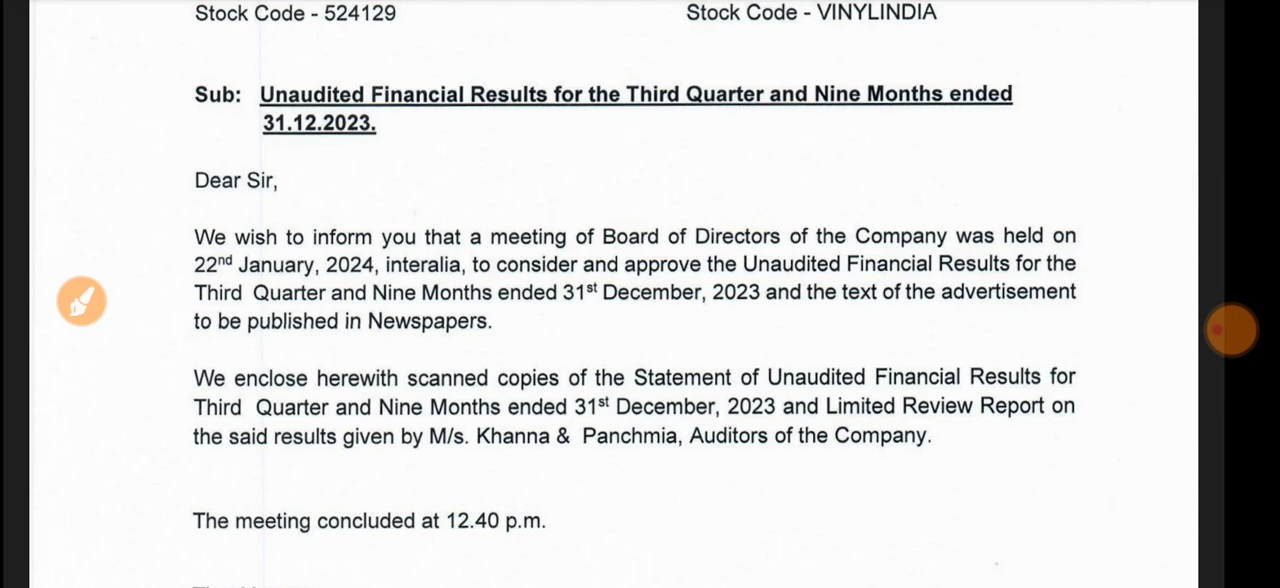 Stock Code - 524129 Stock Code - VINYLINDIA
Sub: Unaudited Financial Results for the Third Quarter and Nine Months ended
31.12.2023.
Dear Sir,
We wish to inform you that a meeting of Board of Directors of the Company was held on
22nd January, 2024, interalia, to consider and approve the Unaudited Financial Results for the
Third Quarter and Nine Months ended 31st December, 2023 and the text of the advertisement
to be published in Newspapers.
We enclose herewith scanned copies of the Statement of Unaudited Financial Results for
Third Quarter and Nine Months ended 31st December, 2023 and Limited Review Report on
the said results given by M/s. Khanna & Panchmia, Auditors of the Company.
The meeting concluded at 12.40 p.m.